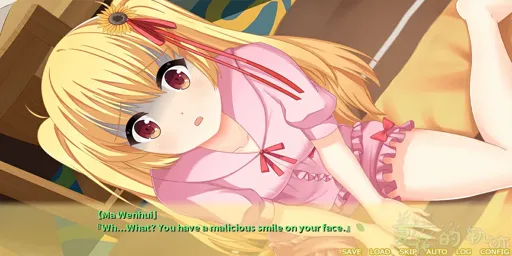 【Ma Wenhui】
『Wh...What? You have a malicious smile on your face.』
SAVE LOAD SKIP AUTO LOG CONFIG